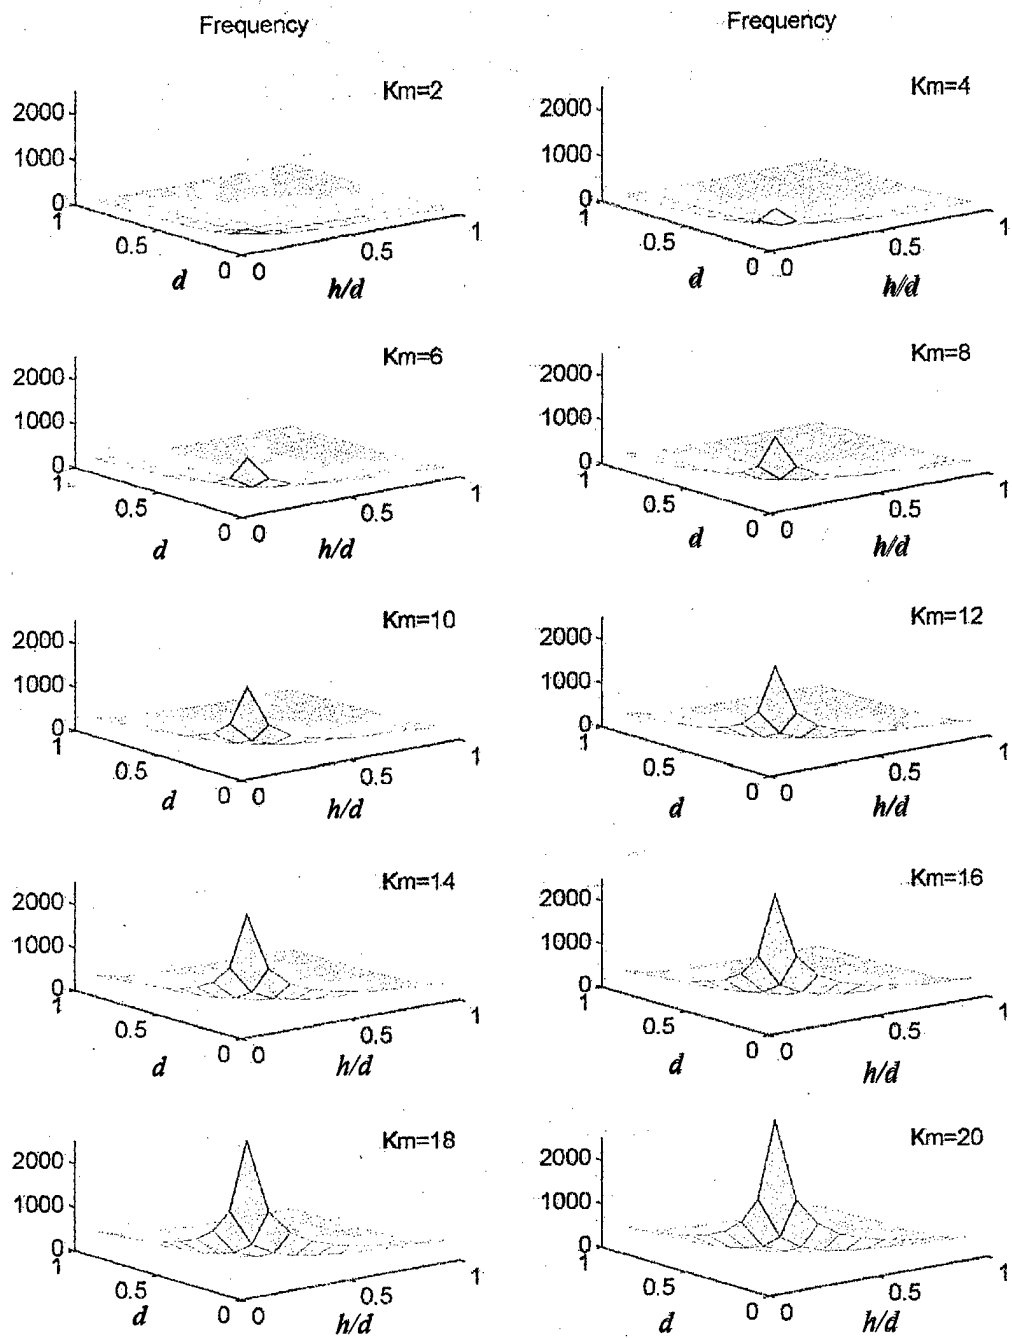 Frequency Frequency
Km=2 Km=4
2000 2000
1000 1000
0 0
1 1 1 1
0.5 0.5 0.5 0.5
0 0 0 0
d h/d d h/d
Km=6 Km=8
2000 2000
1000 1000
0 0
1 1 1 1
0.5 0.5 0.5 0.5
0 0 0 0
d h/d d h/d
Km=10 Km=12
2000 2000
1000 1000
0 0
1 1 1 1
0.5 0.5 0.5 0.5
0 0 0 0
d h/d d h/d
Km=14 Km=16
2000 2000
1000 1000
0 0
1 1 1 1
0.5 0.5 0.5 0.5
0 0 0 0
d h/d d h/d
Km=18 Km=20
2000 2000
1000 1000
0 0
1 1 1 1
0.5 0.5 0.5 0.5
0 0 0 0
d h/d d h/d